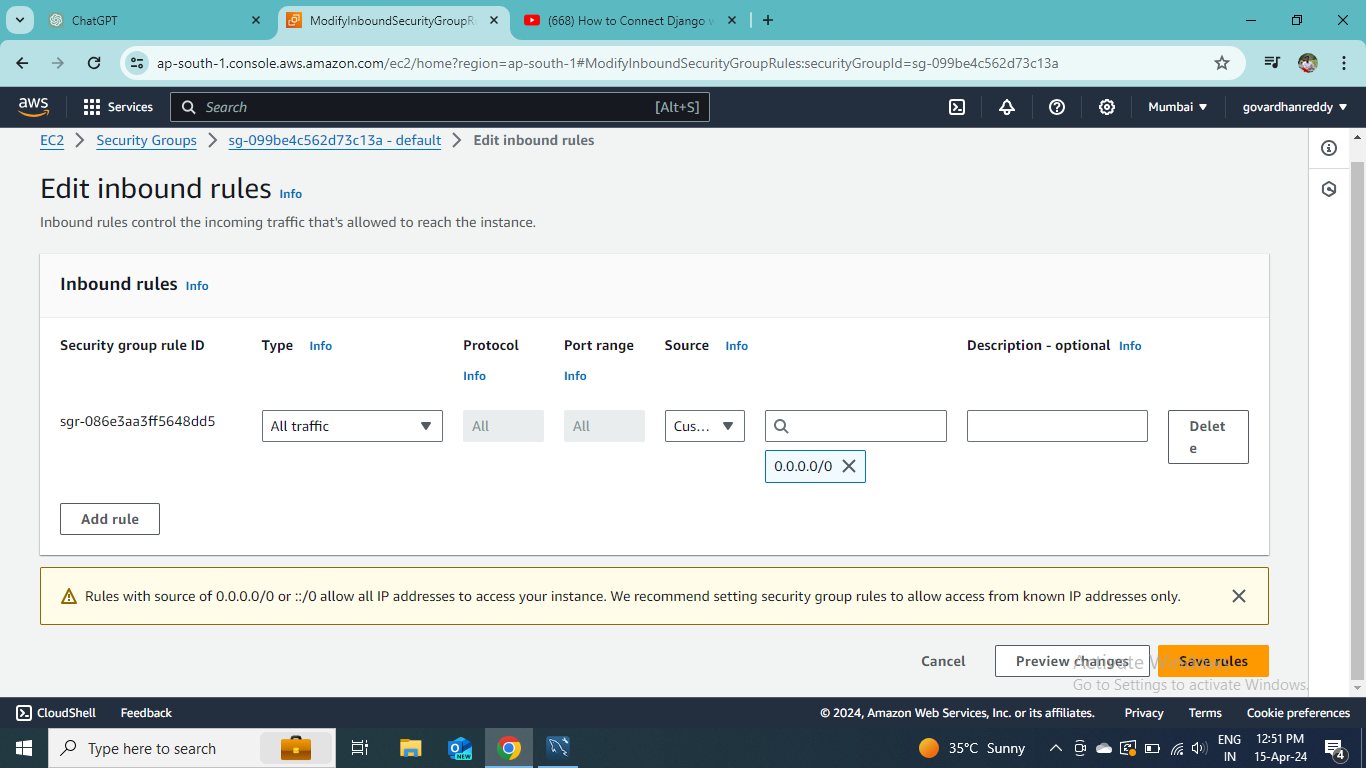 ChatGPT
ModifyInboundSecurityGroupRu
(668) How to Connect Django w
ap-south-1.console.aws.amazon.com/ec2/home?region=ap-south-1#ModifyInboundSecurityGroupRules:securityGroupId=sg-099be4c562d73c13a
aws Services Search [Alt+S] Mumbai govardhanreddy
EC2 Security Groups sg-099be4c562d73c13a - default Edit inbound rules
Edit inbound rules Info
Inbound rules control the incoming traffic that's allowed to reach the instance.
Inbound rules Info
Security group rule ID Type Info Protocol Port range Source Info Description - optional Info
Info Info
sgr-086e3aa3ff5648dd5 All traffic All All Cus... Delet
e
0.0.0.0/0
Add rule
Rules with source of 0.0.0.0/0 or ::/0 allow all IP addresses to access your instance. We recommend setting security group rules to allow access from known IP addresses only.
Cancel Preview changes Save rules
Activate Windows
Go to Settings to activate Windows.
CloudShell Feedback © 2024, Amazon Web Services, Inc. or its affiliates. Privacy Terms Cookie preferences
Type here to search NEW 35°C Sunny ENG 12:51 PM
IN 15-Apr-24 4